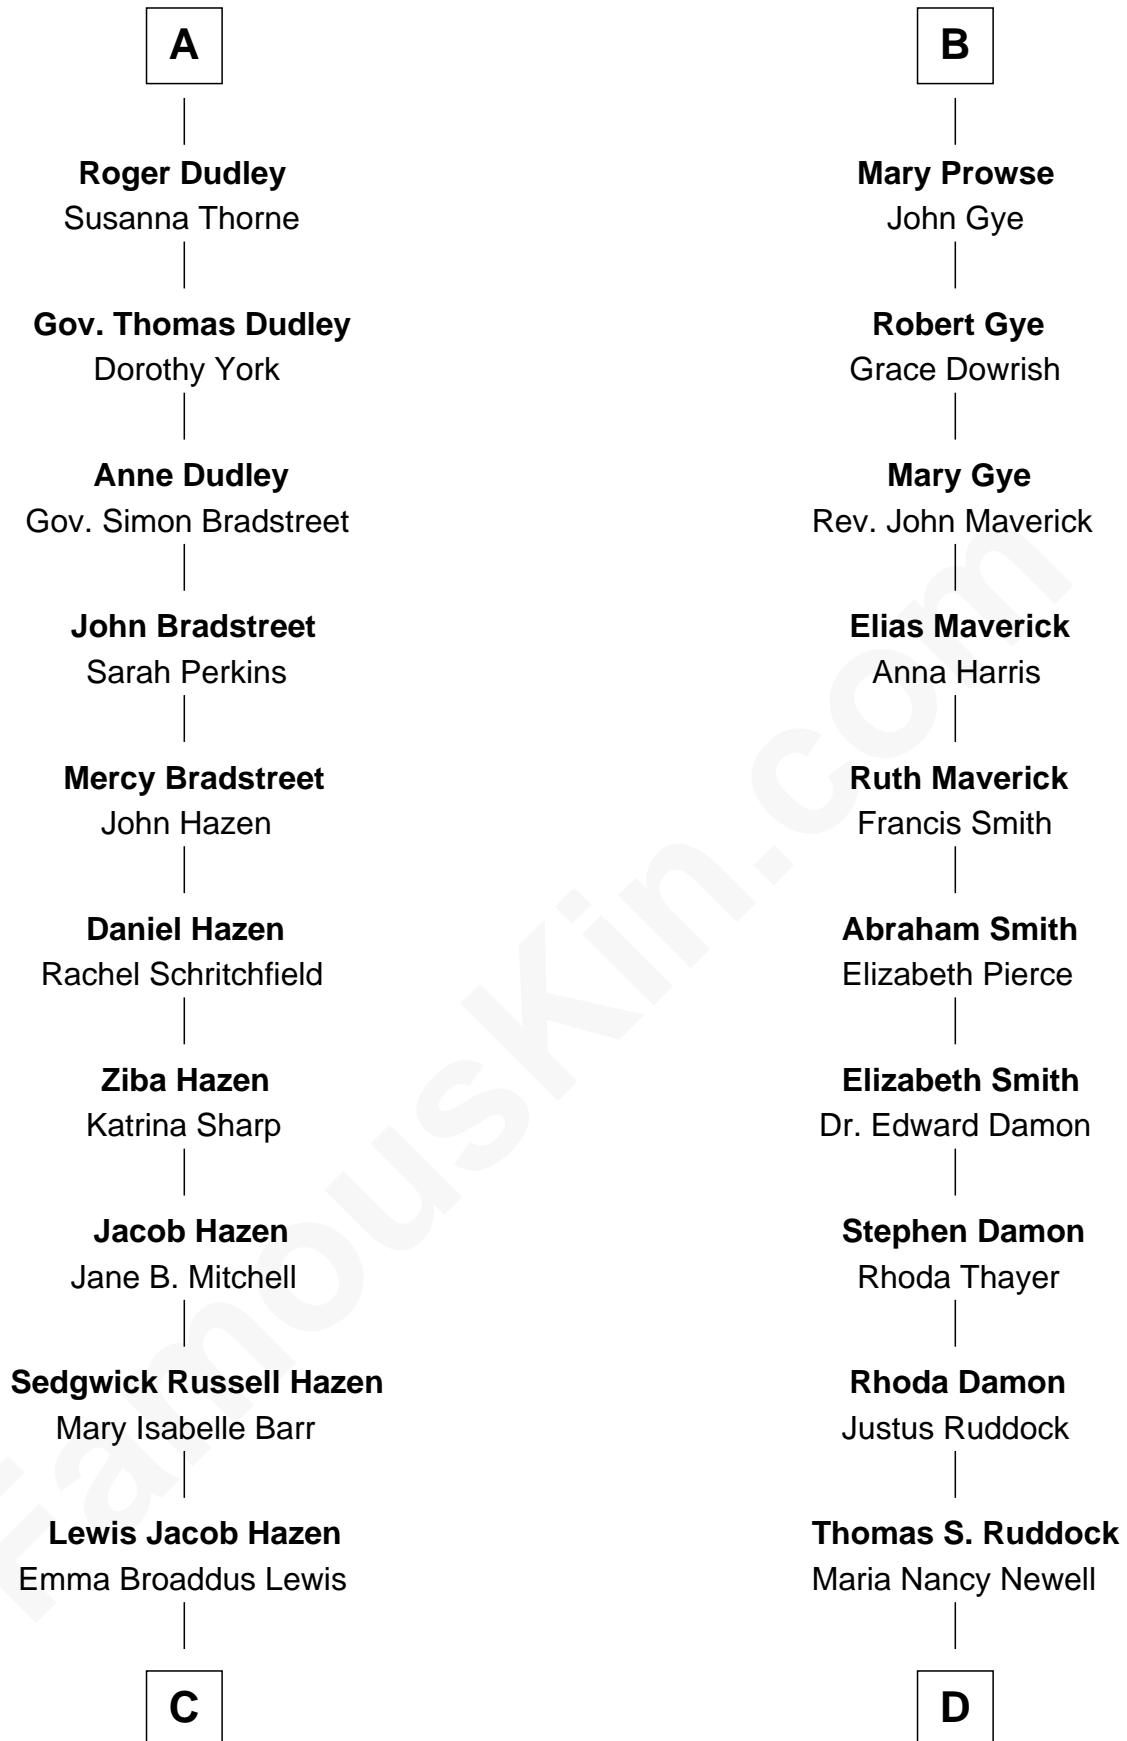 A
Roger Dudley
Susanna Thorne
Gov. Thomas Dudley
Dorothy York
Anne Dudley
Gov. Simon Bradstreet
John Bradstreet
Sarah Perkins
Mercy Bradstreet
John Hazen
Daniel Hazen
Rachel Schritchfield
Ziba Hazen
Katrina Sharp
Jacob Hazen
Jane B. Mitchell
Sedgwick Russell Hazen
Mary Isabelle Barr
Lewis Jacob Hazen
Emma Broaddus Lewis
C
B
Mary Prowse
John Gye
Robert Gye
Grace Dowrish
Mary Gye
Rev. John Maverick
Elias Maverick
Anna Harris
Ruth Maverick
Francis Smith
Abraham Smith
Elizabeth Pierce
Elizabeth Smith
Dr. Edward Damon
Stephen Damon
Rhoda Thayer
Rhoda Damon
Justus Ruddock
Thomas S. Ruddock
Maria Nancy Newell
D
FamousKin.com